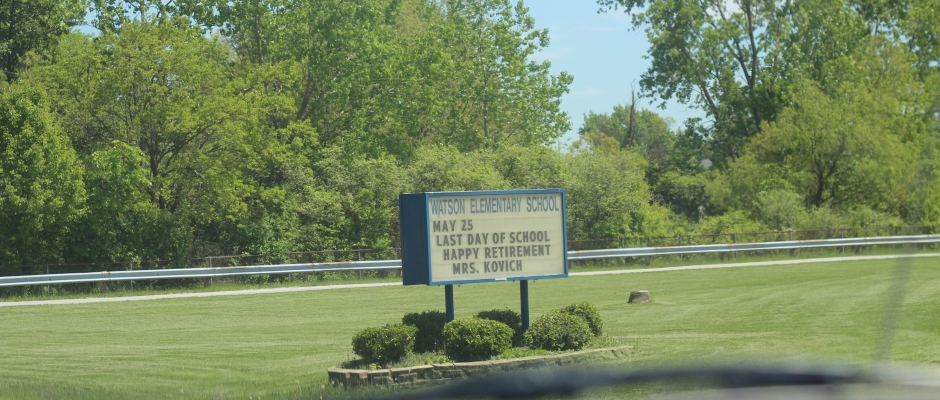 WATSON ELEMENTARY SCHOOL
MAY 25
LAST DAY OF SCHOOL
HAPPY RETIREMENT
MRS. KOVICH